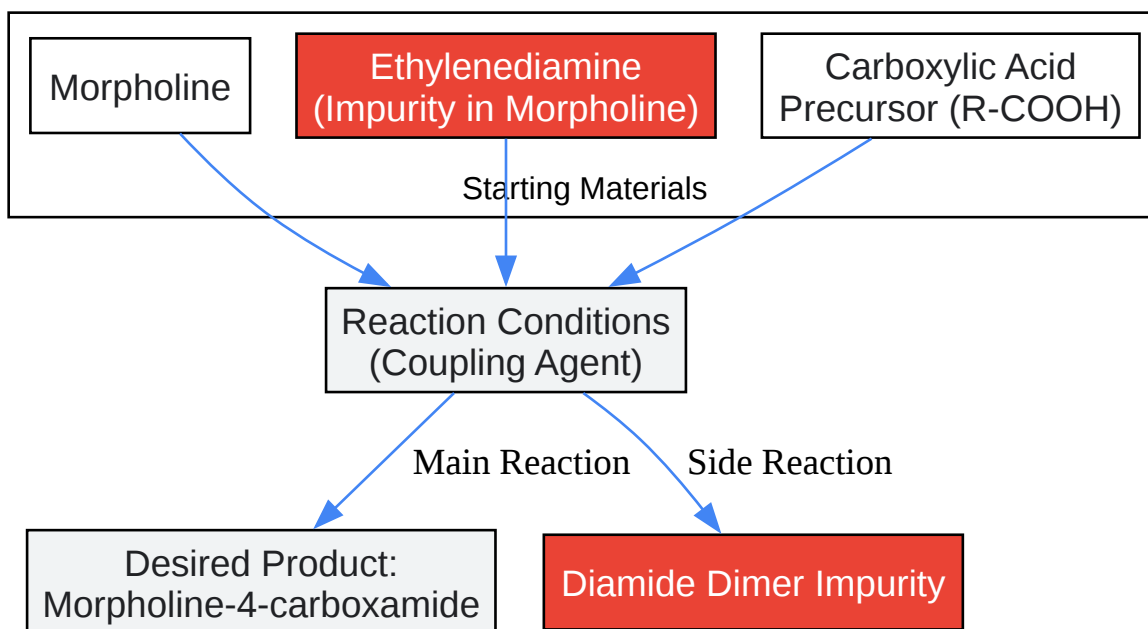 Morpholine
Ethylenediamine
(Impurity in Morpholine)
Carboxylic Acid
Precursor (R-COOH)
Starting Materials
Reaction Conditions
(Coupling Agent)
Main Reaction
Side Reaction
Desired Product:
Morpholine-4-carboxamide
Diamide Dimer Impurity